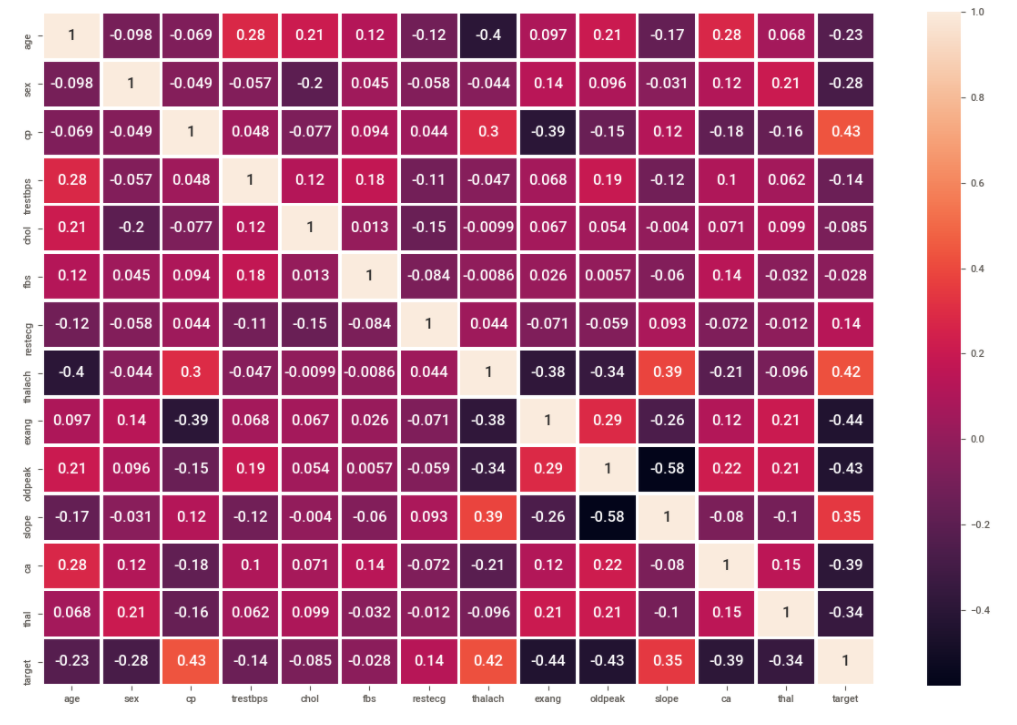 age 1 -0.098 -0.069 0.28 0.21 0.12 -0.12 -0.4 0.097 0.21 -0.17 0.28 0.068 -0.23
sex -0.098 1 -0.049 -0.057 -0.2 0.045 -0.058 -0.044 0.14 0.096 -0.031 0.12 0.21 -0.28
cp -0.069 -0.049 1 0.048 -0.077 0.094 0.044 0.3 -0.39 -0.15 0.12 -0.18 -0.16 0.43
trestbps 0.28 -0.057 0.048 1 0.12 0.18 -0.11 -0.047 0.068 0.19 -0.12 0.1 0.062 -0.14
chol 0.21 -0.2 -0.077 0.12 1 0.013 -0.15 -0.0099 0.067 0.054 -0.004 0.071 0.099 -0.085
fbs 0.12 0.045 0.094 0.18 0.013 1 -0.084 -0.0086 0.026 0.0057 -0.06 0.14 -0.032 -0.028
restecg -0.12 -0.058 0.044 -0.11 -0.15 -0.084 1 0.044 -0.071 -0.059 0.093 -0.072 -0.012 0.14
thalach -0.4 -0.044 0.3 -0.047 -0.0099 -0.0086 0.044 1 -0.38 -0.34 0.39 -0.21 -0.096 0.42
exang 0.097 0.14 -0.39 0.068 0.067 0.026 -0.071 -0.38 1 0.29 -0.26 0.12 0.21 -0.44
oldpeak 0.21 0.096 -0.15 0.19 0.054 0.0057 -0.059 -0.34 0.29 1 -0.58 0.22 0.21 -0.43
slope -0.17 -0.031 0.12 -0.12 -0.004 -0.06 0.093 0.39 -0.26 -0.58 1 -0.08 -0.1 0.35
ca 0.28 0.12 -0.18 0.1 0.071 0.14 -0.072 -0.21 0.12 0.22 -0.08 1 0.15 -0.39
thal 0.068 0.21 -0.16 0.062 0.099 -0.032 -0.012 -0.096 0.21 0.21 -0.1 0.15 1 -0.34
target -0.23 -0.28 0.43 -0.14 -0.085 -0.028 0.14 0.42 -0.44 -0.43 0.35 -0.39 -0.34 1
age sex cp trestbps chol fbs restecg thalach exang oldpeak slope ca thal target
1.0
0.8
0.6
0.4
0.2
0.0
-0.2
-0.4